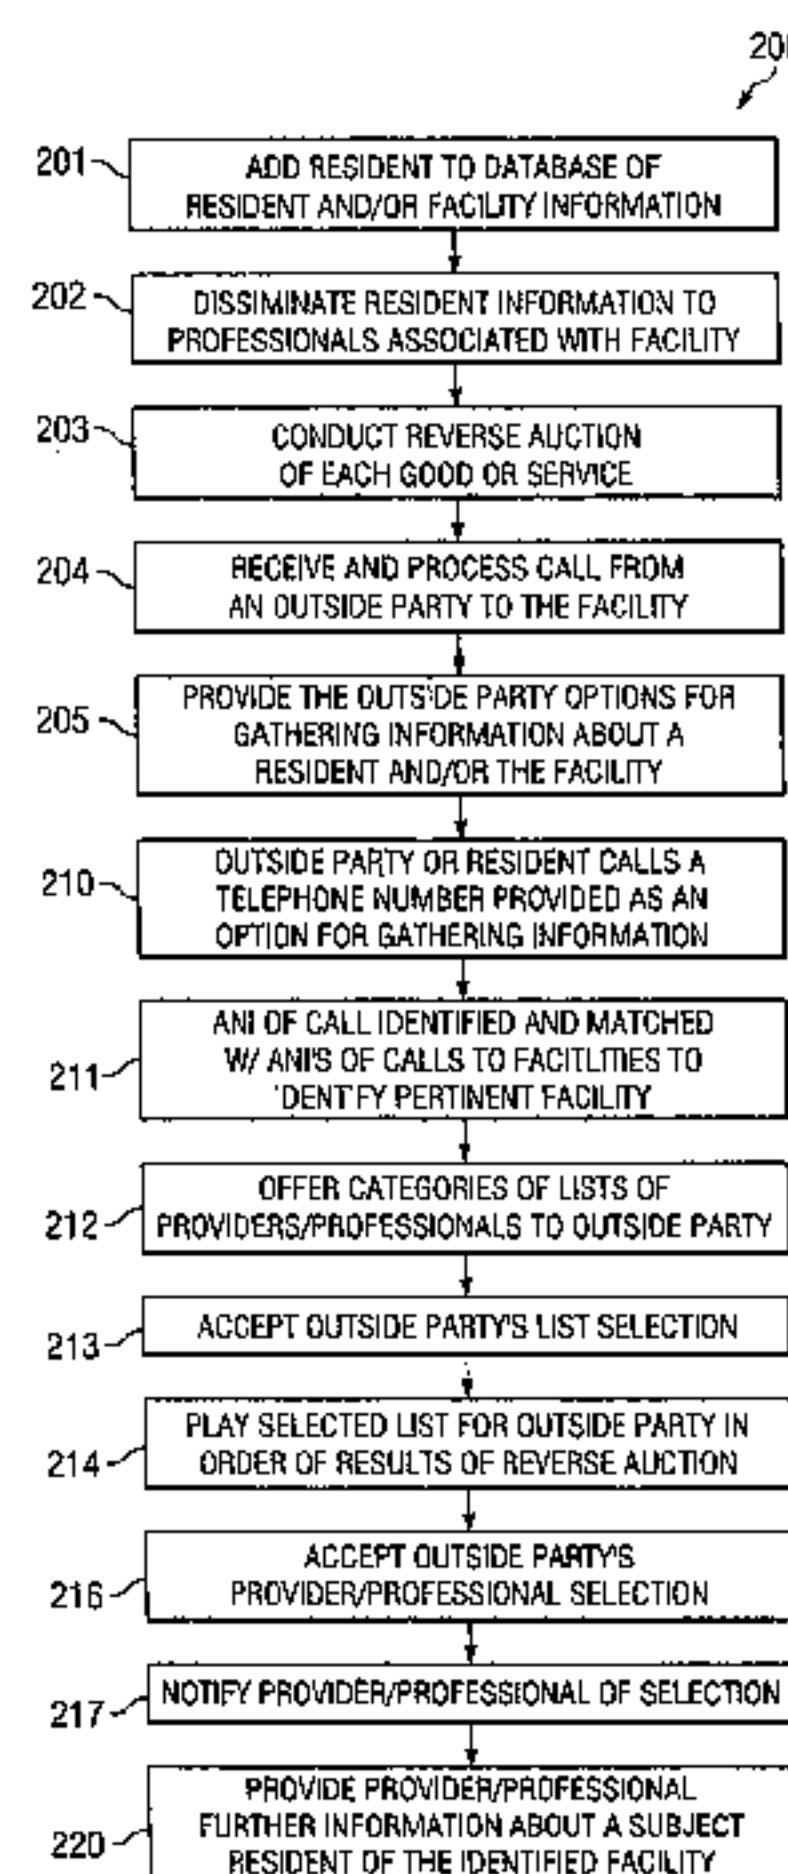 201
ADD RESIDENT TO DATABASE OF
RESIDENT AND/OR FACILITY INFORMATION
202
DISSIMINATE RESIDENT INFORMATION TO
PROFESSIONALS ASSOCIATED WITH FACILITY
203
CONDUCT REVERSE AUCTION
OF EACH GOOD OR SERVICE
204
RECEIVE AND PROCESS CALL FROM
AN OUTSIDE PARTY TO THE FACILITY
205
PROVIDE THE OUTSIDE PARTY OPTIONS FOR
GATHERING INFORMATION ABOUT A
RESIDENT AND/OR THE FACILITY
210
OUTSIDE PARTY OR RESIDENT CALLS A
TELEPHONE NUMBER PROVIDED AS AN
OPTION FOR GATHERING INFORMATION
211
ANI OF CALL IDENTIFIED AND MATCHED
W/ ANI'S OF CALLS TO FACITLITIES TO
IDENTIFY PERTINENT FACILITY
212
OFFER CATEGORIES OF LISTS OF
PROVIDERS/PROFESSIONALS TO OUTSIDE PARTY
213
ACCEPT OUTSIDE PARTY'S LIST SELECTION
214
PLAY SELECTED LIST FOR OUTSIDE PARTY IN
ORDER OF RESULTS OF REVERSE AUCTION
216
ACCEPT OUTSIDE PARTY'S
PROVIDER/PROFESSIONAL SELECTION
217
NOTIFY PROVIDER/PROFESSIONAL OF SELECTION
220
PROVIDE PROVIDER/PROFESSIONAL
FURTHER INFORMATION ABOUT A SUBJECT
RESIDENT OF THE IDENTIFIED FACILITY